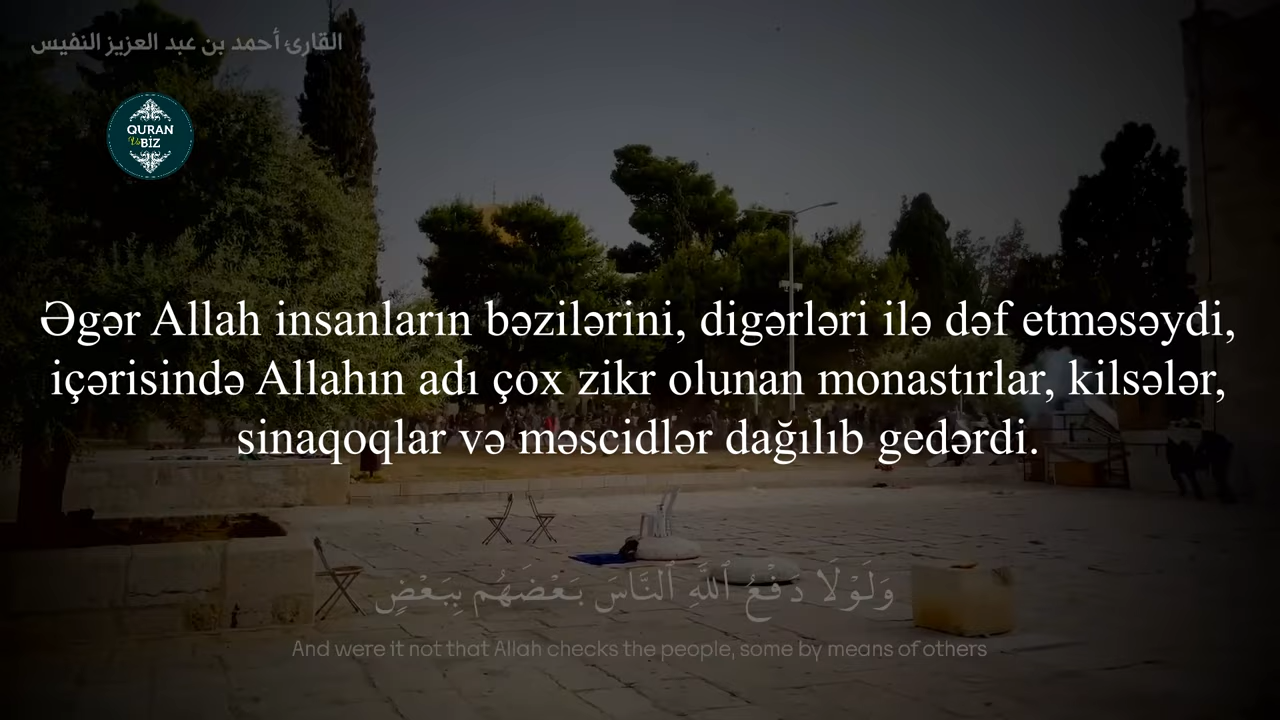 القارئ أحمد بن عبد العزيز النفيس
QURAN
Və BİZ
Əgər Allah insanların bəzilərini, digərləri ilə dəf etməsəydi,
içərisində Allahın adı çox zikr olunan monastırlar, kilsələr,
sinaqoqlar və məscidlər dağılıb gedərdi.
وَلَوْلَا دَفْعُ ٱللَّهِ ٱلنَّاسَ بَعْضَهُم بِبَعْضٍ
And were it not that Allah checks the people, some by means of others